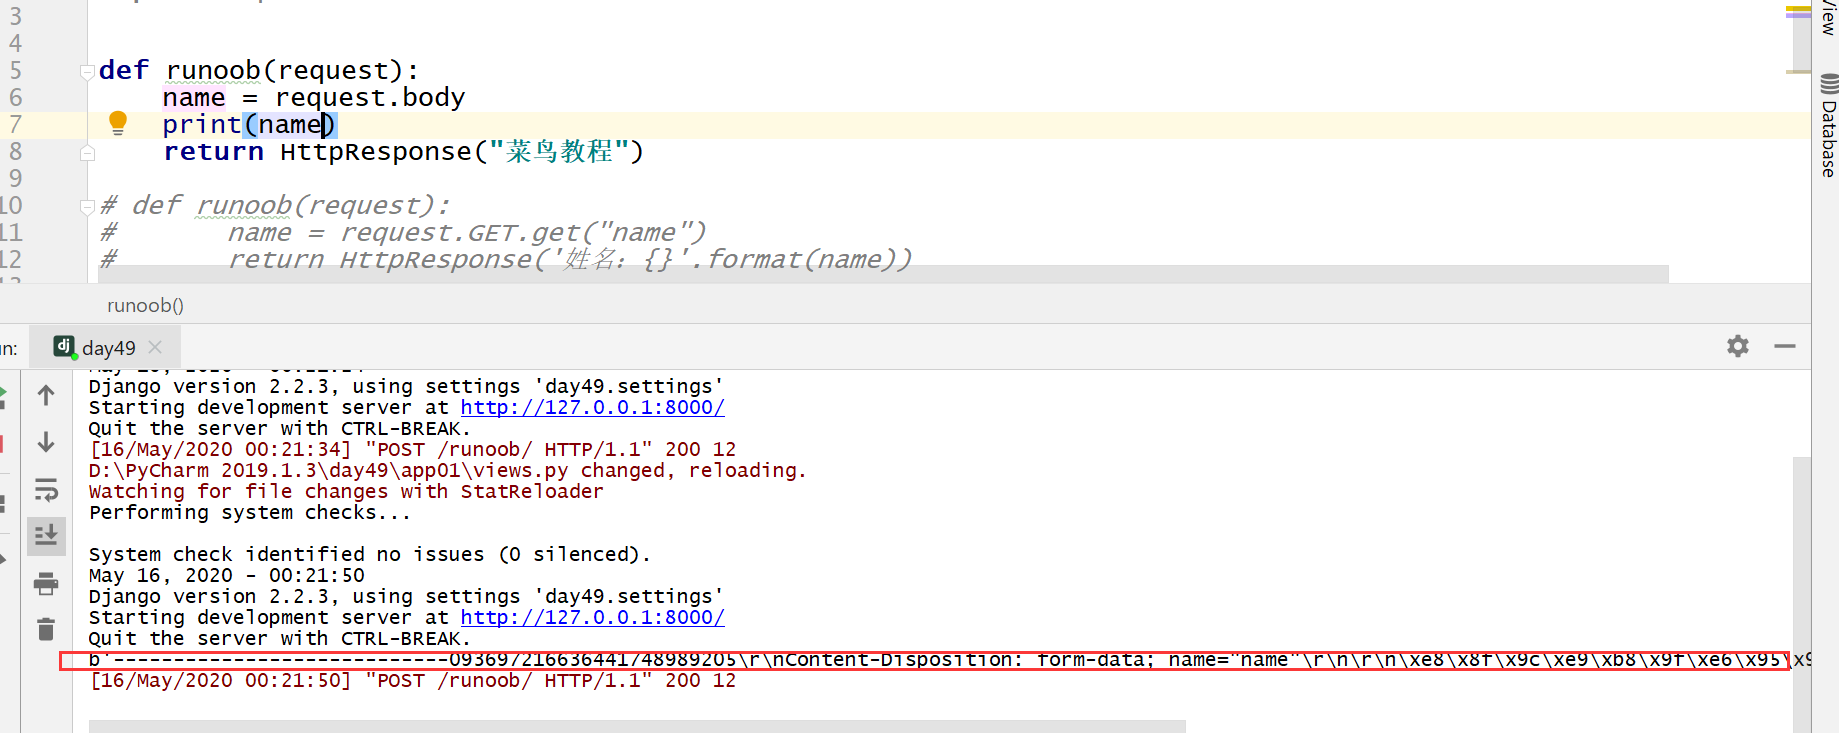 3
4
5 def runoob(request):
6 name = request.body
7 print(name)
8 return HttpResponse("菜鸟教程")
9
10 # def runoob(request):
11 # name = request.GET.get("name")
12 # return HttpResponse('姓名: {}'.format(name))
View
Database
runoob()
un:
day49
Django version 2.2.3, using settings 'day49.settings'
Starting development server at http://127.0.0.1:8000/
Quit the server with CTRL-BREAK.
[16/May/2020 00:21:34] "POST /runoob/ HTTP/1.1" 200 12
D:\PyCharm 2019.1.3\day49\app01\views.py changed, reloading.
Watching for file changes with StatReloader
Performing system checks...
System check identified no issues (0 silenced).
May 16, 2020 - 00:21:50
Django version 2.2.3, using settings 'day49.settings'
Starting development server at http://127.0.0.1:8000/
Quit the server with CTRL-BREAK.
b'----------------------------093697216636441748989205\r\nContent-Disposition: form-data; name="name"\r\n\r\n\xe8\x8f\x9c\xe9\xb8\x9f\xe6\x95\x9
[16/May/2020 00:21:50] "POST /runoob/ HTTP/1.1" 200 12